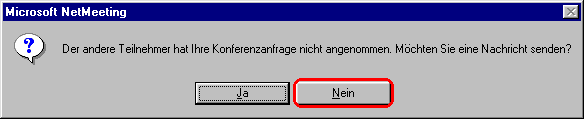 Microsoft NetMeeting
Der andere Teilnehmer hat Ihre Konferenzanfrage nicht angenommen. Möchten Sie eine Nachricht senden?
Ja
Nein